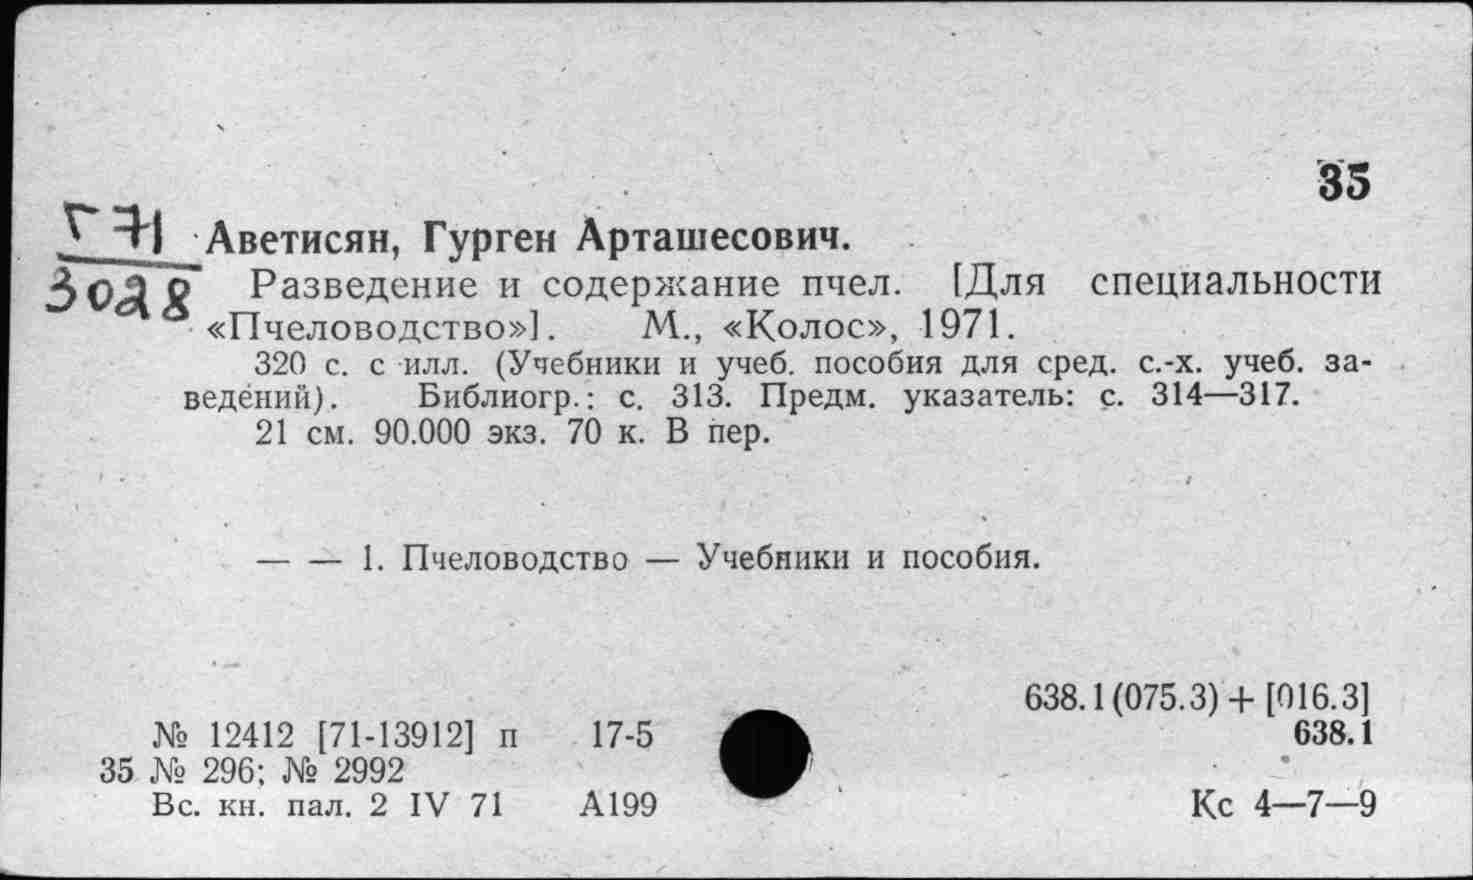 35
Г 71 Аветисян, Гурген Арташесович.
Разведение и содержание пчел. [Для специальности
«Пчеловодство»]. М., «Колос», 1971.
320 с. с илл. (Учебники и учеб. пособия для сред. с.-х. учеб. за-
ведений). Библиогр.: с. 313. Предм. указатель: с. 314—317.
21 см. 90.000 экз. 70 к. В пер.
— — 1. Пчеловодство — Учебники и пособия.
638.1(075.3) + [016.3]
№ 12412 [71-13912] п 17-5 638.1
35 № 296; № 2992
Вс. кн. пал. 2 IV 71 А199 Кс 4—7—9